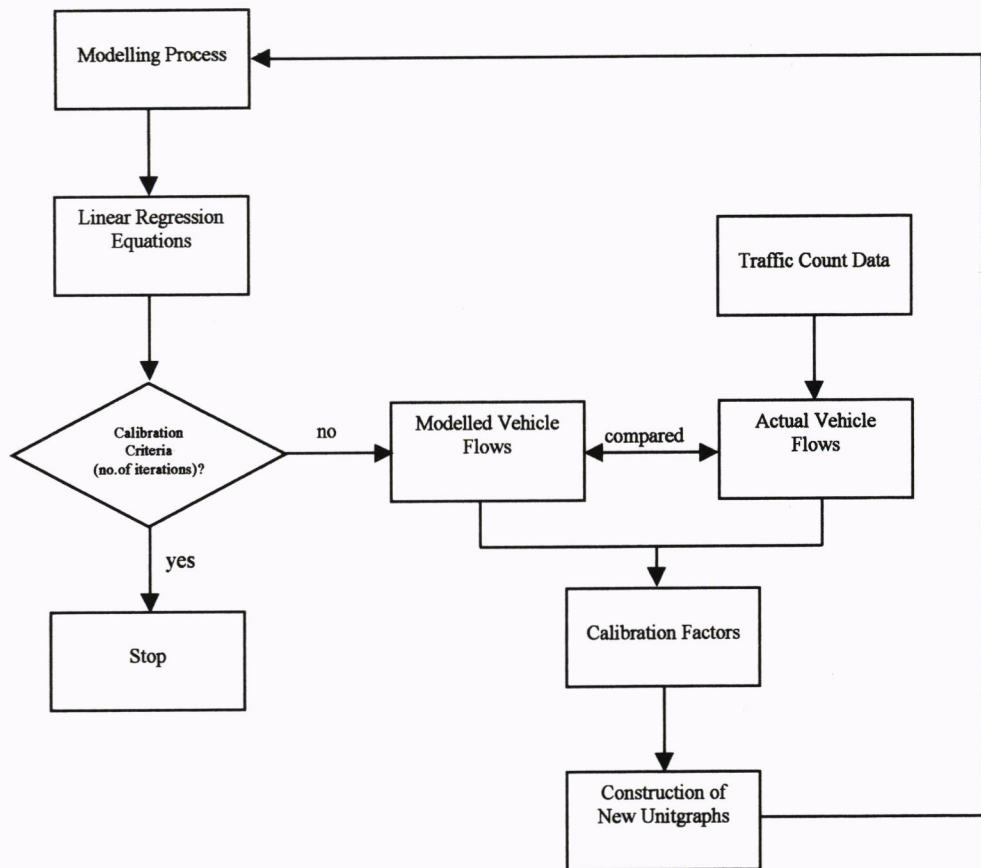 Modelling Process
Linear Regression
Equations
Traffic Count Data
Calibration
Criteria
(no.of iterations)?
no
Modelled Vehicle
Flows
compared
Actual Vehicle
Flows
yes
Stop
Calibration Factors
Construction of
New Unitgraphs